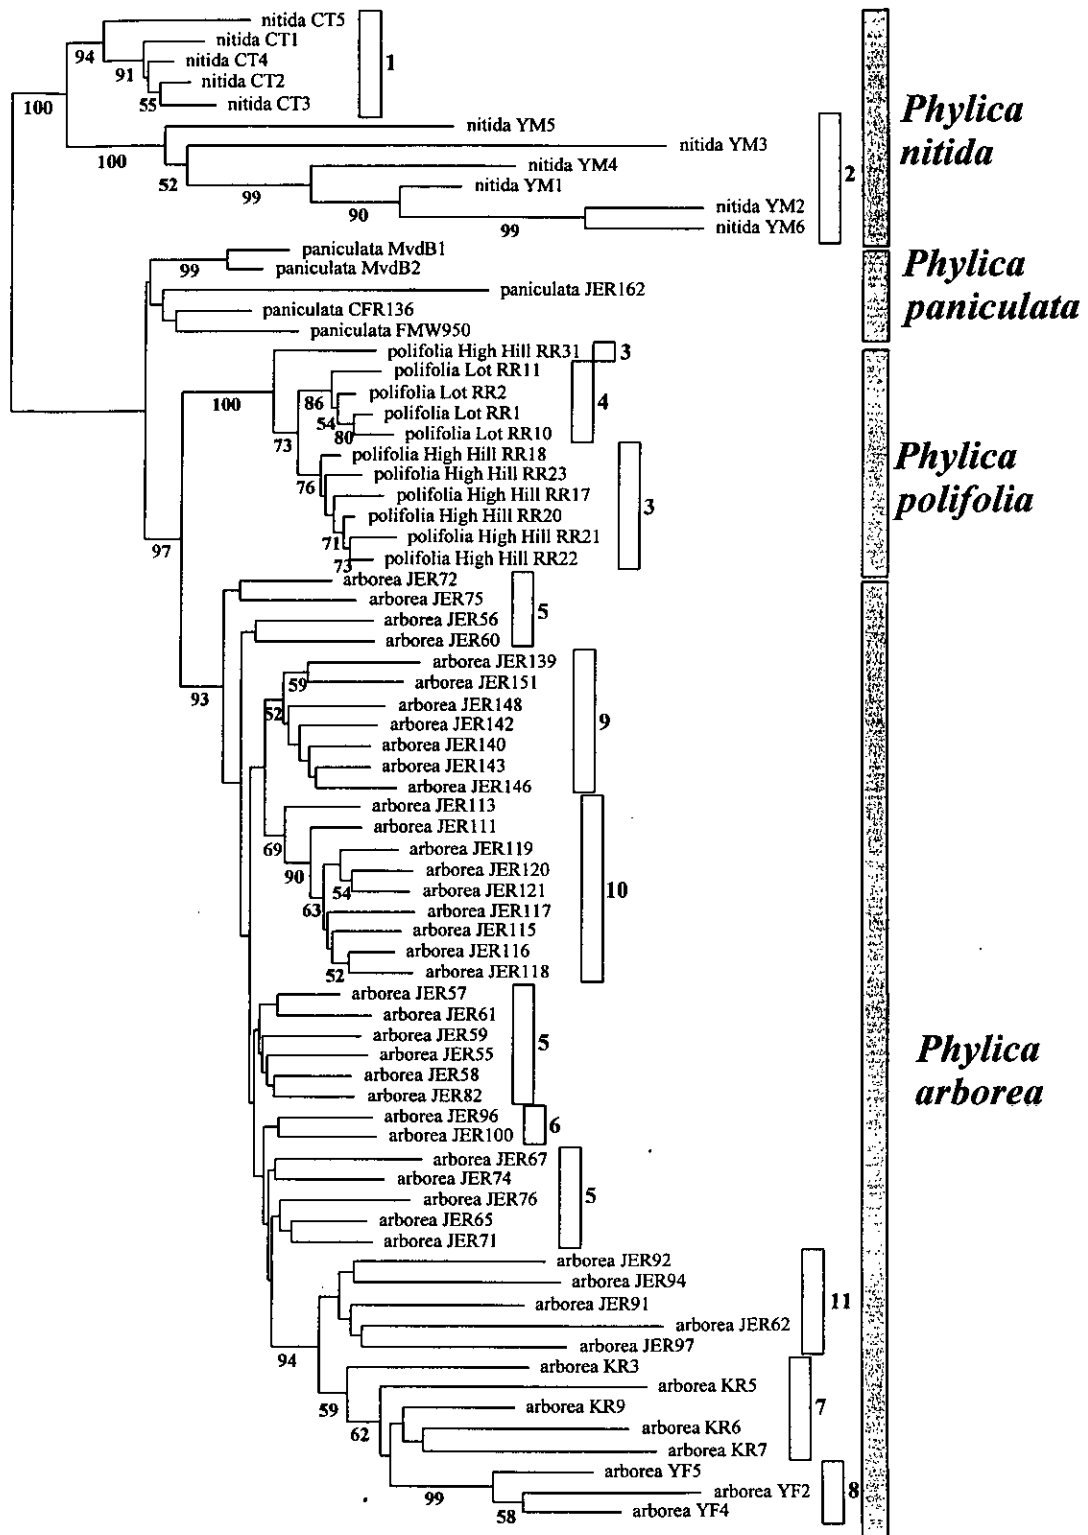 nitida CT5
94
nitida CT1
91
nitida CT4
1
nitida CT2
55
nitida CT3
100
nitida YM5
Phylica
nitida
100
nitida YM3
52
nitida YM4
2
99
nitida YM1
90
nitida YM2
99
nitida YM6
paniculata MvdB1
99
paniculata MvdB2
Phylica
paniculata
paniculata JER162
paniculata CFR136
paniculata FMW950
polifolia High Hill RR31
3
polifolia Lot RR11
100
86
polifolia Lot RR2
4
54
polifolia Lot RR1
80
polifolia Lot RR10
73
polifolia High Hill RR18
Phylica
polifolia
76
polifolia High Hill RR23
polifolia High Hill RR17
3
polifolia High Hill RR20
71
polifolia High Hill RR21
97
73
polifolia High Hill RR22
arborea JER72
arborea JER75
5
arborea JER56
arborea JER60
arborea JER139
59
arborea JER151
93
52
arborea JER148
9
arborea JER142
arborea JER140
arborea JER143
arborea JER146
arborea JER113
arborea JER111
69
arborea JER119
90
arborea JER120
54
arborea JER121
10
63
arborea JER117
arborea JER115
arborea JER116
52
arborea JER118
arborea JER57
arborea JER61
arborea JER59
5
arborea JER55
Phylica
arborea
arborea JER58
arborea JER82
arborea JER96
6
arborea JER100
arborea JER67
arborea JER74
5
arborea JER76
arborea JER65
arborea JER71
arborea JER92
arborea JER94
11
arborea JER91
arborea JER62
arborea JER97
94
arborea KR3
arborea KR5
59
7
arborea KR9
62
arborea KR6
arborea KR7
arborea YF5
99
arborea YF2
8
58
arborea YF4